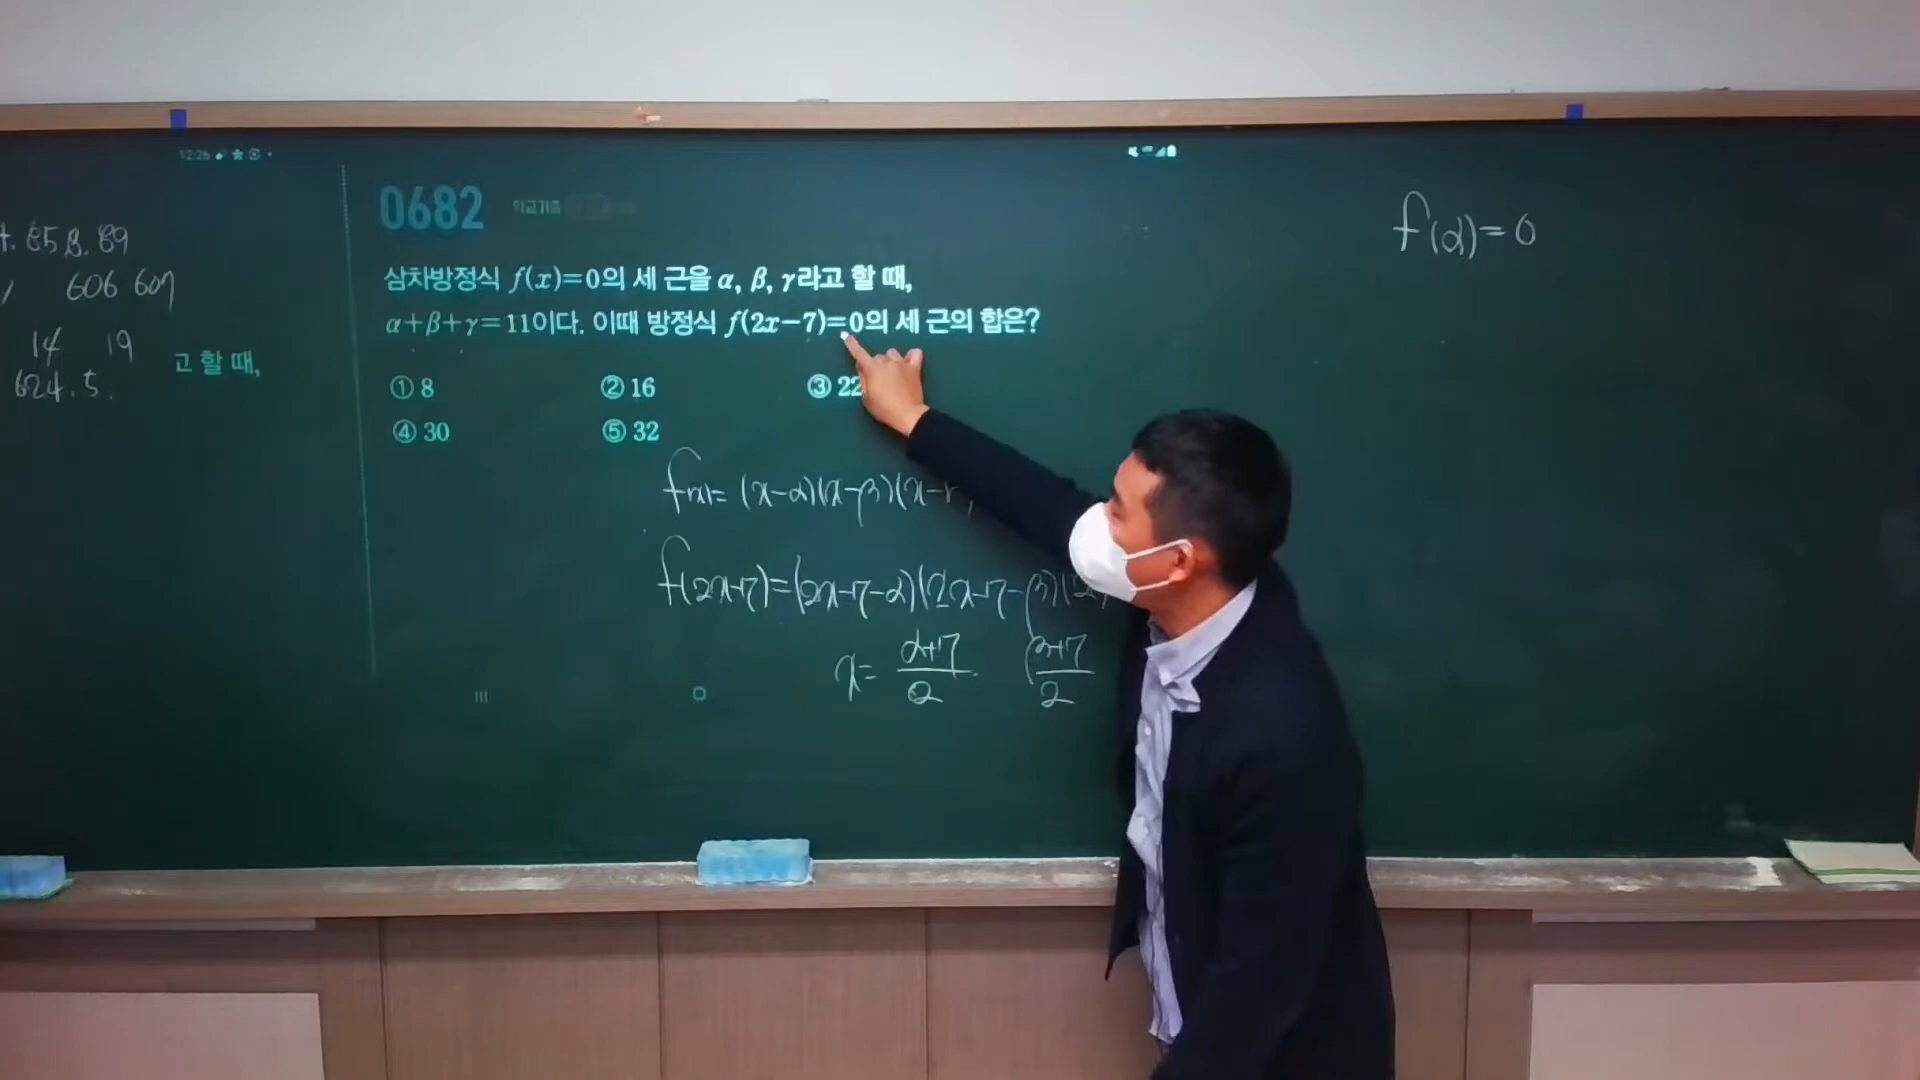 12:26
0682
삼차방정식 f(x)=0의 세 근을 α, β, γ라고 할 때,
α+β+γ=11이다. 이때 방정식 f(2x-7)=0의 세 근의 합은?
① 8 ② 16 ③ 22
④ 30 ⑤ 32
606 607
14 19
624. 5.
고 할 때,
f(x)= (x-α)(x-β)(x-r
f(2x-7)=(2x-7-α)(2x-7-β)(2x
x= α+7/2 β+7/2
f(α)=0